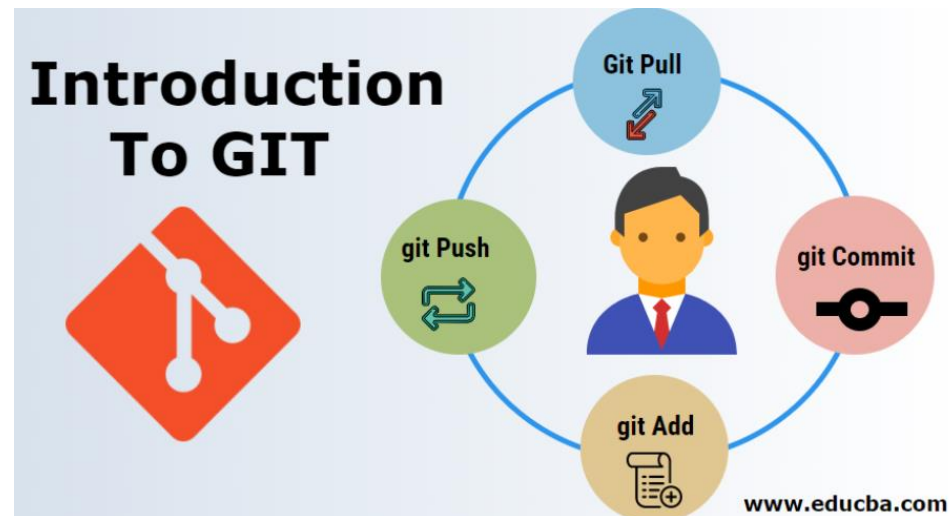 Introduction
To GIT
Git Pull
git Push
git Commit
git Add
www.educba.com